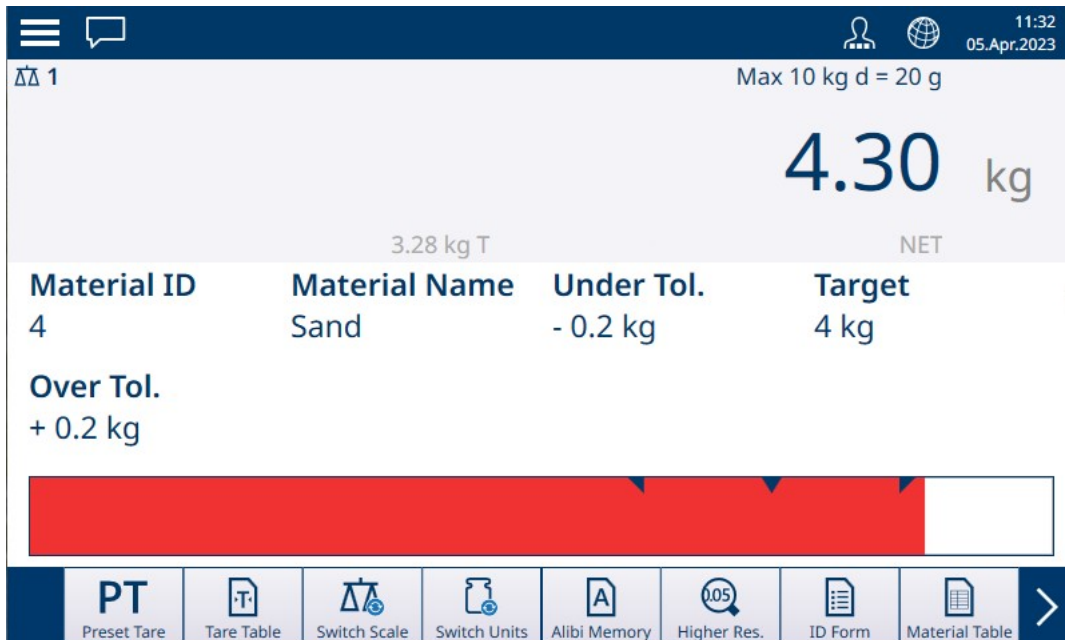 11:32
05.Apr.2023
1
Max 10 kg d = 20 g
4.30 kg
3.28 kg T
NET
Material ID
4
Material Name
Sand
Under Tol.
- 0.2 kg
Target
4 kg
Over Tol.
+ 0.2 kg
PT
Preset Tare
T
Tare Table
Switch Scale
Switch Units
A
Alibi Memory
0.05
Higher Res.
ID Form
Material Table